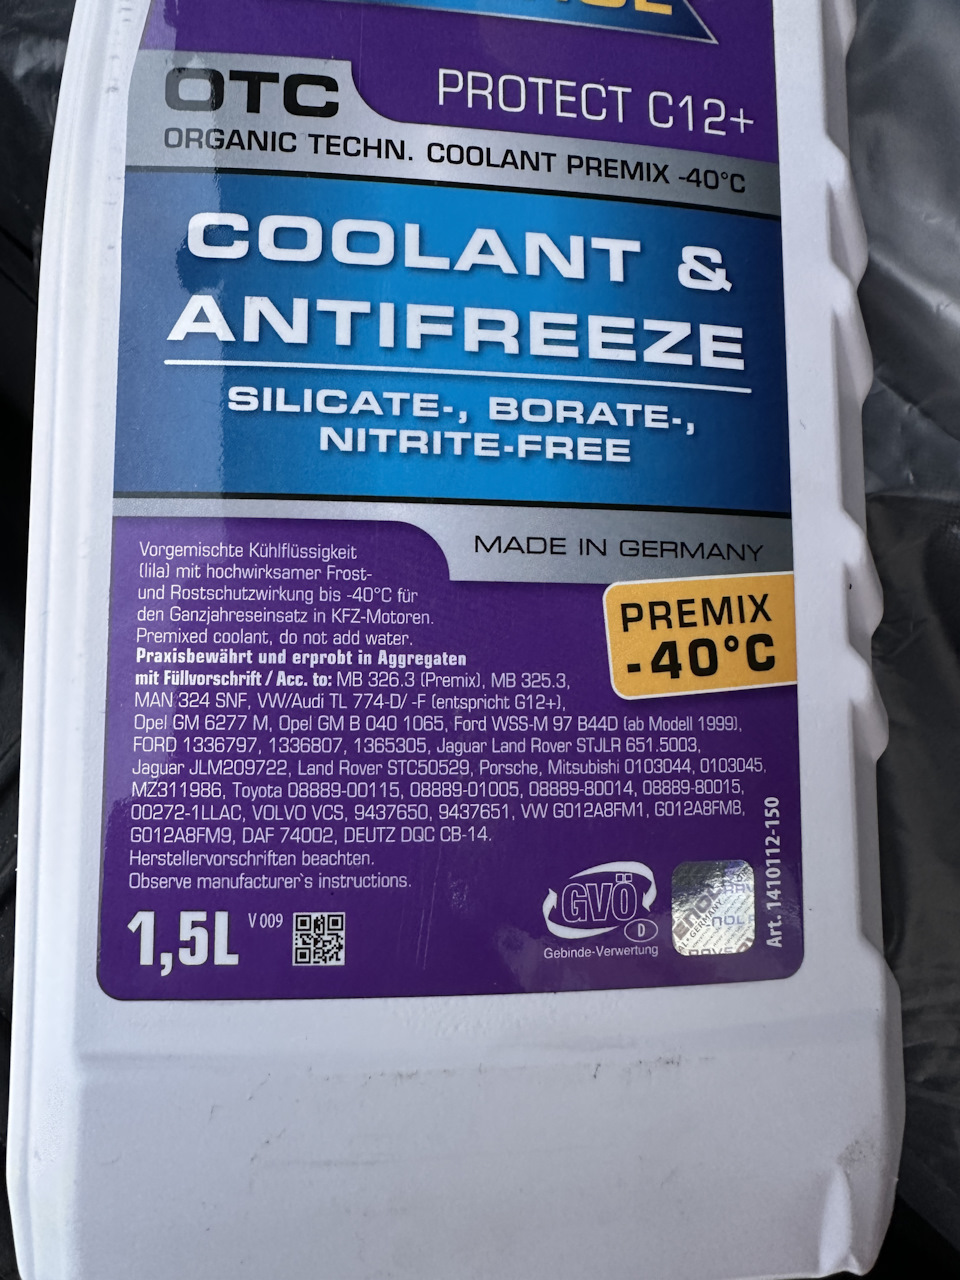 OTC
PROTECT C12+
ORGANIC TECHN. COOLANT PREMIX -40°C
COOLANT &
ANTIFREEZE
SILICATE-, BORATE-,
NITRITE-FREE
MADE IN GERMANY
PREMIX
-40°C
Vorgemischte Kühlflüssigkeit
(lila) mit hochwirksamer Frost-
und Rostschutzwirkung bis -40°C für
den Ganzjahreseinsatz in KFZ-Motoren.
Premixed coolant, do not add water.
Praxisbewährt und erprobt in Aggregaten
mit Füllvorschrift / Acc. to: MB 326.3 (Premix), MB 325.3,
MAN 324 SNF, VW/Audi TL 774-D/ -F (entspricht G12+),
Opel GM 6277 M, Opel GM B 040 1065, Ford WSS-M 97 B44D (ab Modell 1999),
FORD 1336797, 1336807, 1365305, Jaguar Land Rover STJLR 651.5003,
Jaguar JLM209722, Land Rover STC50529, Porsche, Mitsubishi 0103044, 0103045,
MZ311986, Toyota 08889-00115, 08889-01005, 08889-80014, 08889-80015,
00272-1LLAC, VOLVO VCS, 9437650, 9437651, VW G012A8FM1, G012A8FM8,
G012A8FM9, DAF 74002, DEUTZ DQC CB-14.
Herstellervorschriften beachten.
Observe manufacturer`s instructions.
1,5L
V 009
GVÖ
D
Gebinde-Verwertung
GERMANY
Art. 1410112-150